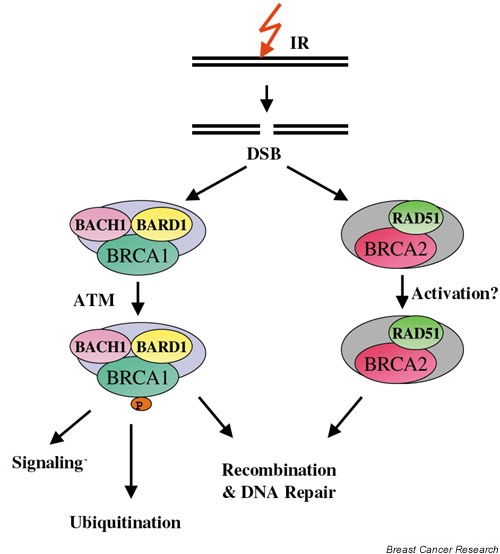 IR
DSB
BACH1 BARD1 RAD51
BRCA1 BRCA2
ATM Activation?
BACH1 BARD1 RAD51
BRCA1 BRCA2
P
Signaling
Recombination
& DNA Repair
Ubiquitination
Breast Cancer Research